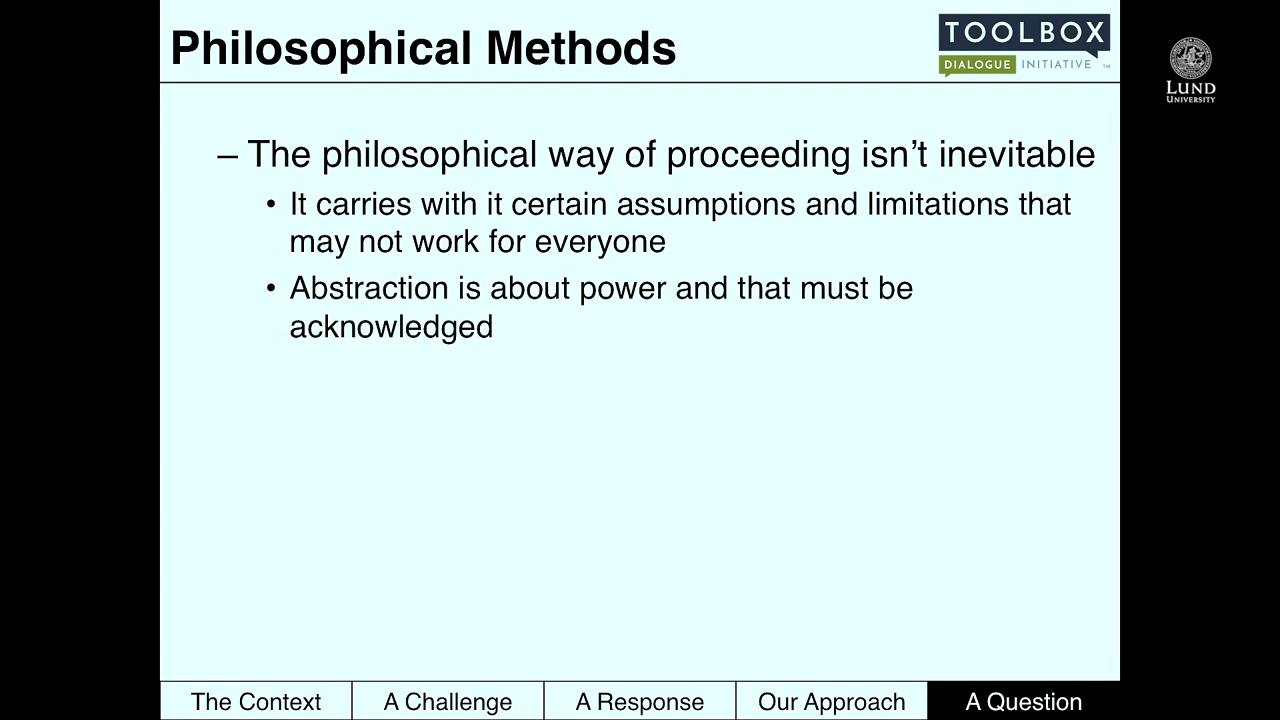 Philosophical Methods
TOOLBOX
DIALOGUE INITIATIVE ™
LUND
UNIVERSITY
– The philosophical way of proceeding isn’t inevitable
• It carries with it certain assumptions and limitations that
may not work for everyone
• Abstraction is about power and that must be
acknowledged
The Context
A Challenge
A Response
Our Approach
A Question